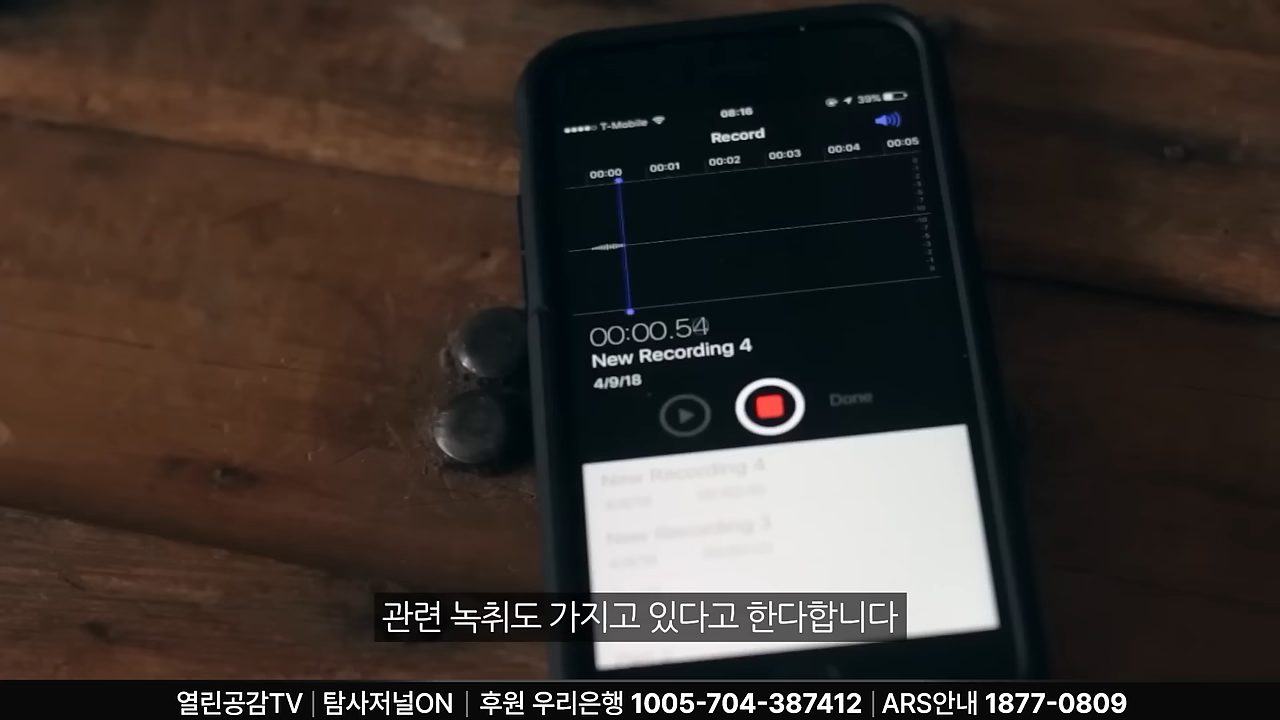 T-Mobile 08:16 39%
Record
00:00 00:01 00:02 00:03 00:04 00:05
00:00.54
New Recording 4
4/9/18
Done
New Recording 4
New Recording 3
관련 녹취도 가지고 있다고 한다합니다
열린공감TV | 탐사저널ON | 후원 우리은행 1005-704-387412 | ARS안내 1877-0809